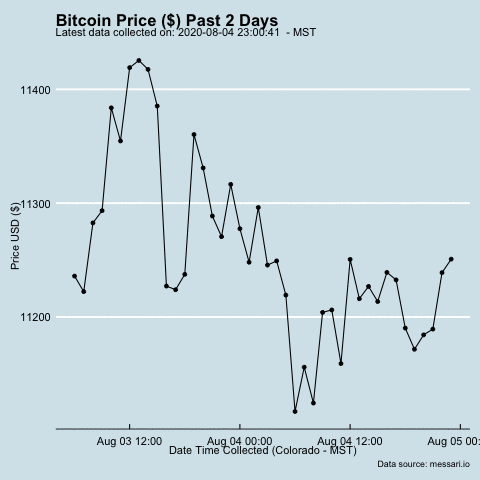 Bitcoin Price ($) Past 2 Days
Latest data collected on: 2020-08-04 23:00:41 - MST
11400
11300
11200
Price USD ($)
Aug 03 12:00 Aug 04 00:00 Aug 04 12:00 Aug 05 00:
Date Time Collected (Colorado - MST)
Data source: messari.io